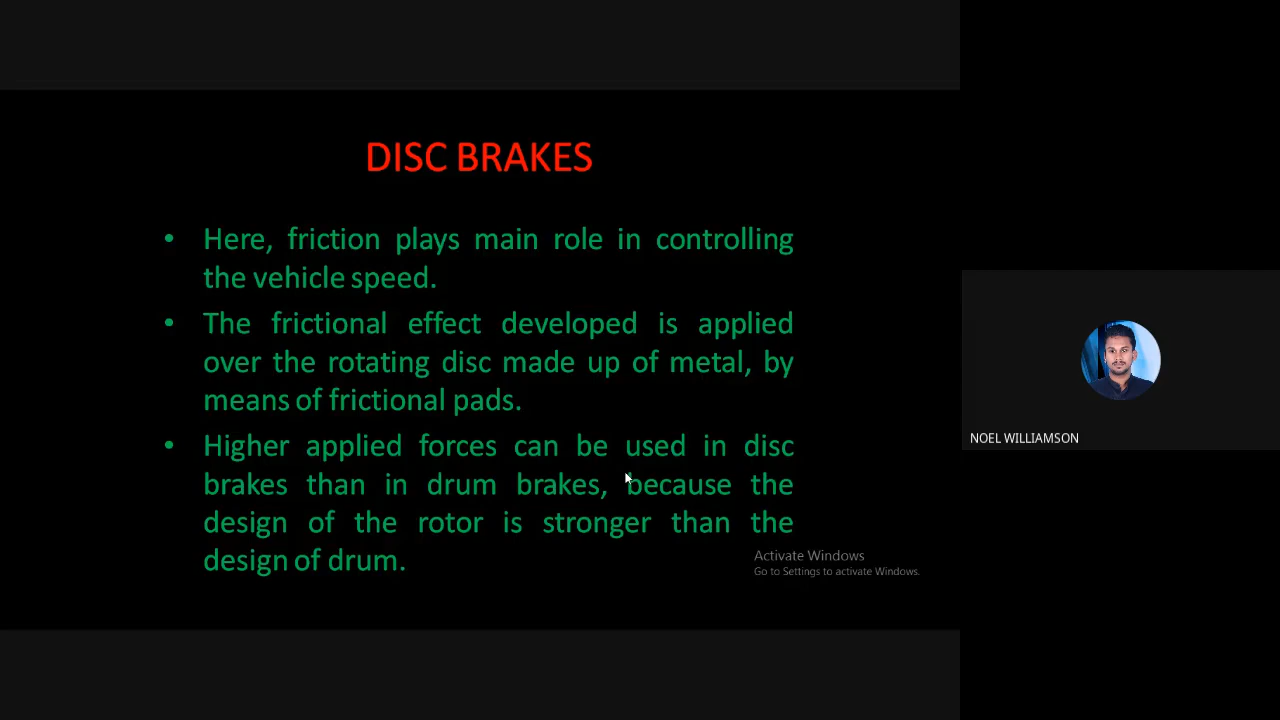 DISC BRAKES
• Here, friction plays main role in controlling
the vehicle speed.
• The frictional effect developed is applied
over the rotating disc made up of metal, by
means of frictional pads.
• Higher applied forces can be used in disc
brakes than in drum brakes, because the
design of the rotor is stronger than the
design of drum.
Activate Windows
Go to Settings to activate Windows.
NOEL WILLIAMSON